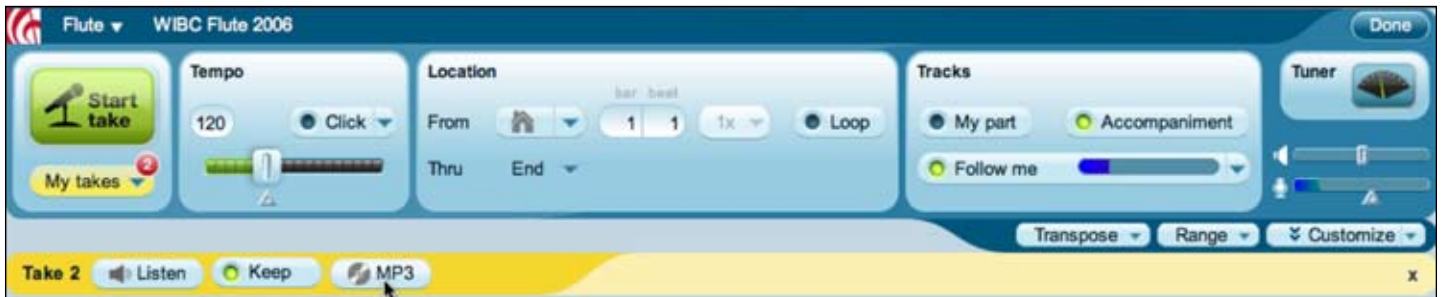 Flute WIBC Flute 2006 Done
Start take
My takes 2
Tempo
120 Click
Location
bar beat
From 1 1 1x Loop
Thru End
Tracks
My part Accompaniment
Follow me
Tuner
Transpose Range Customize
Take 2 Listen Keep MP3 x